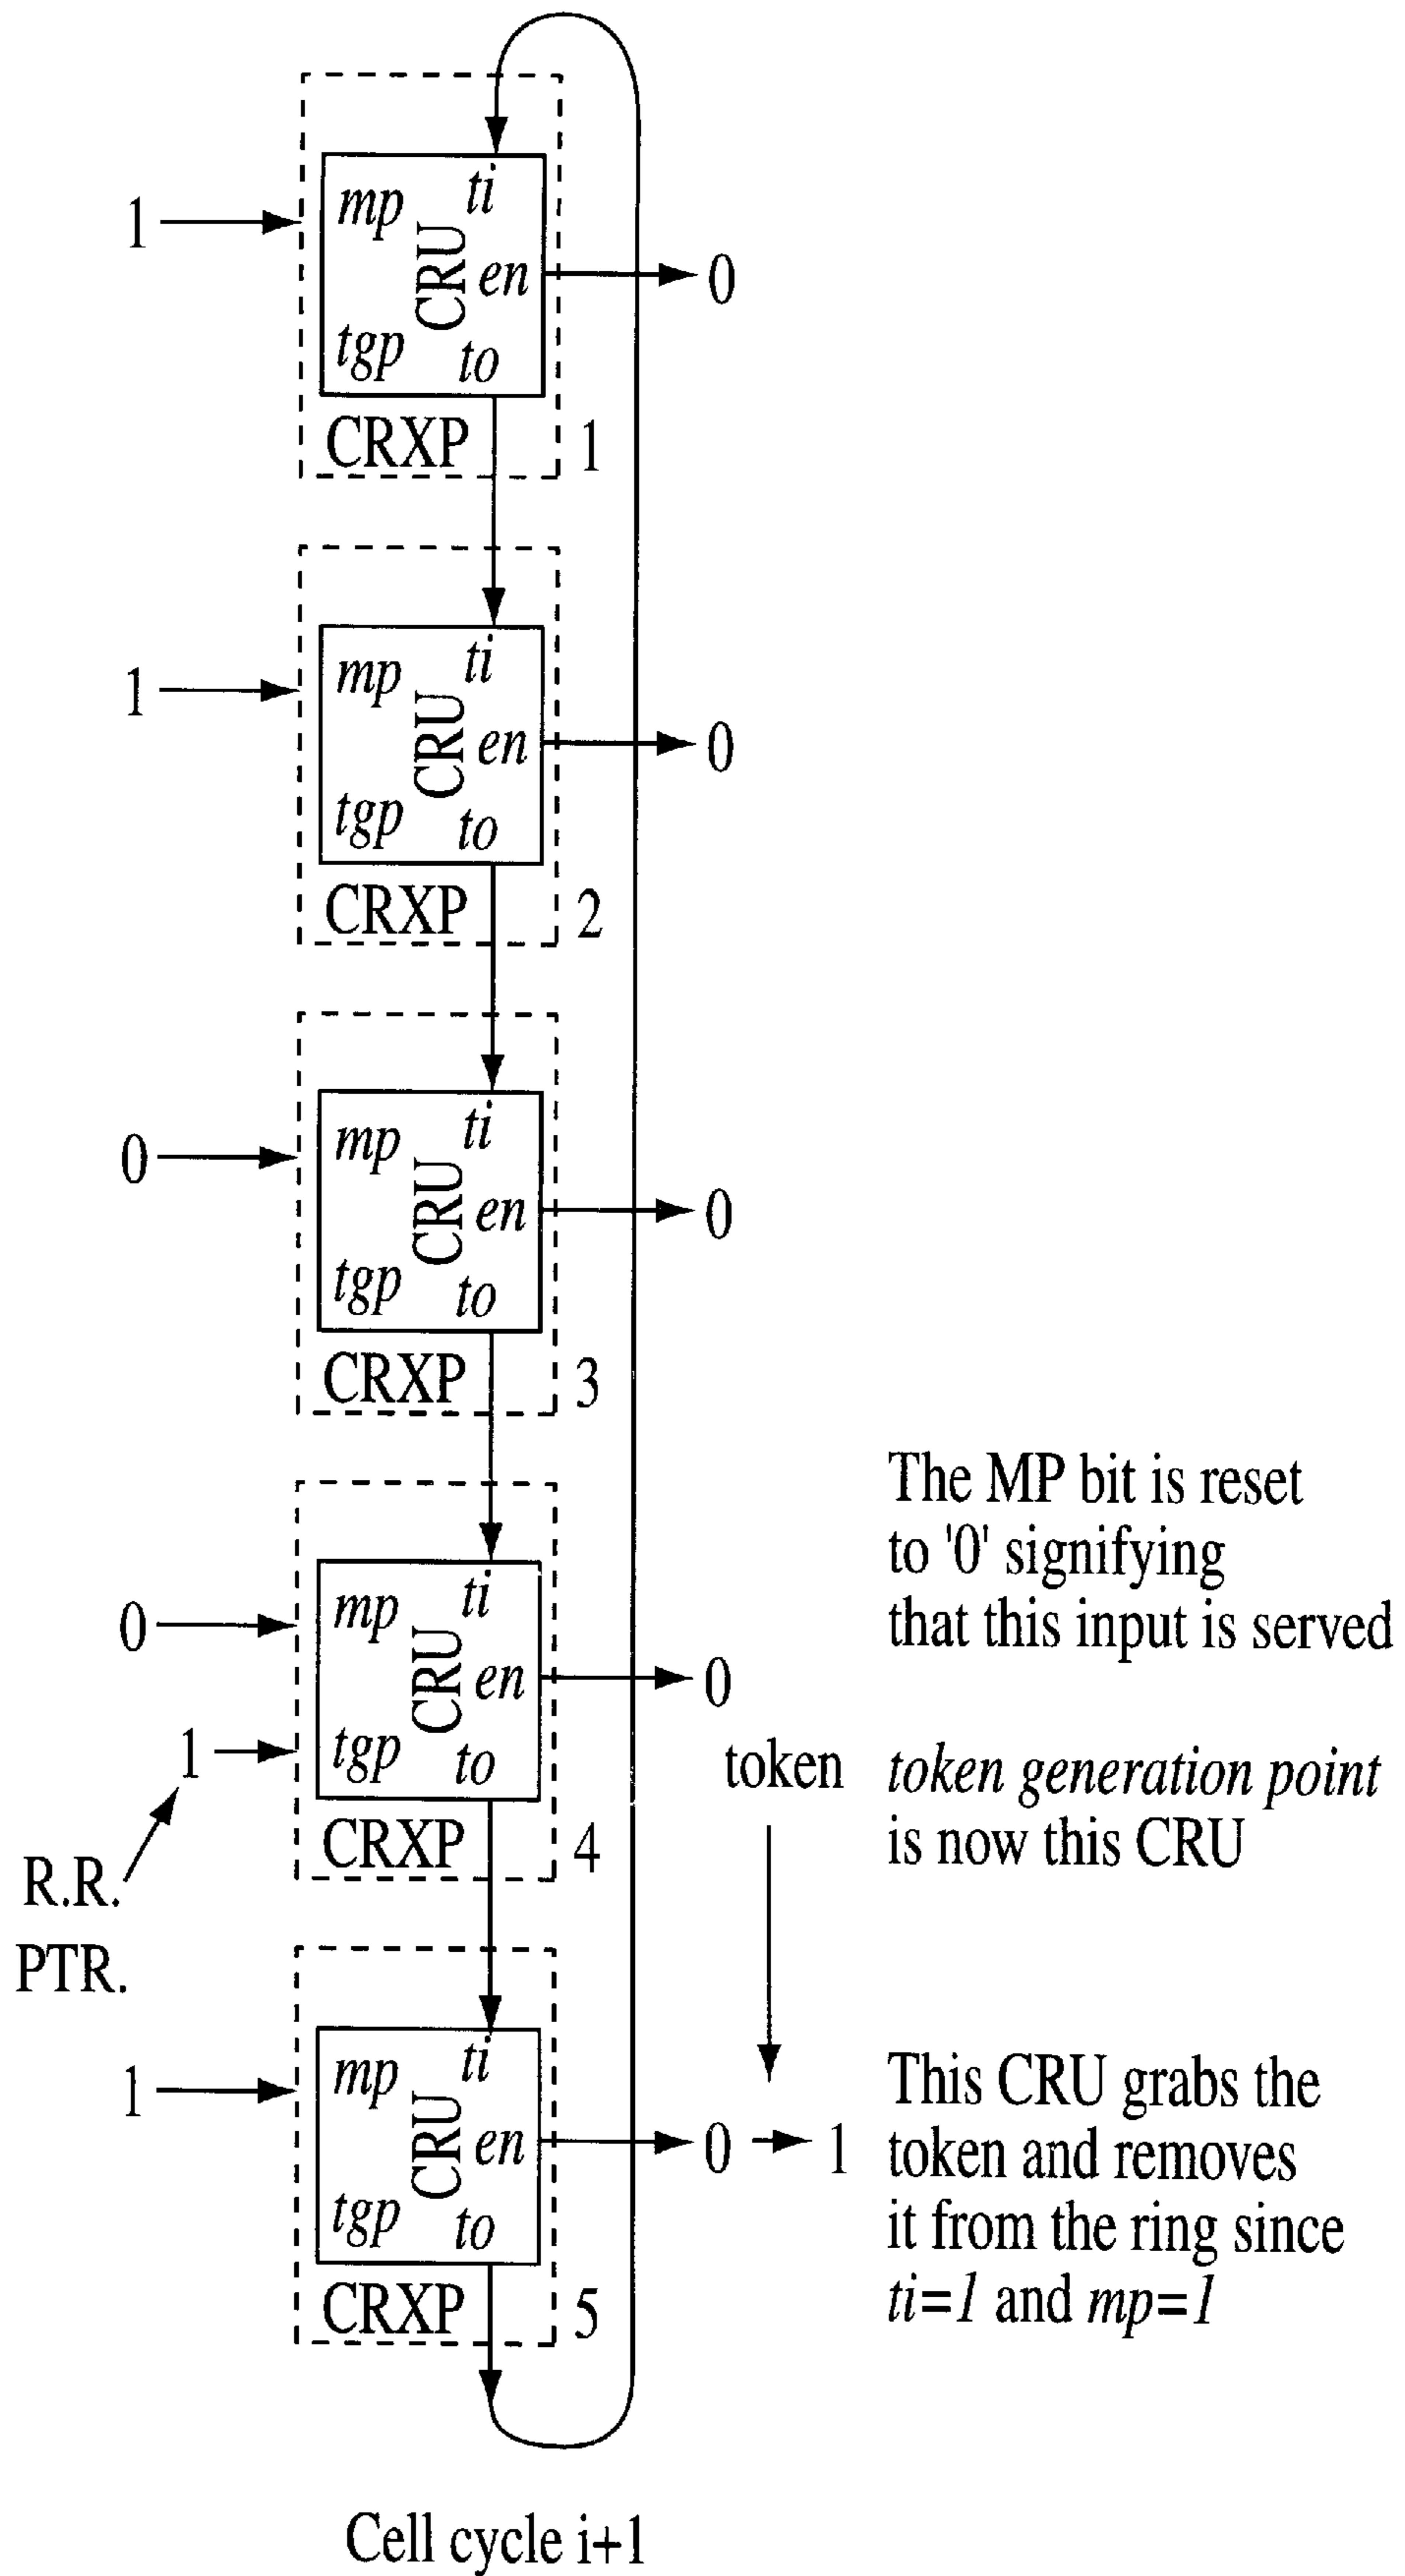 mp ti
1
CRU
en
0
tgp to
CRXP 1
mp ti
1
CRU
en
0
tgp to
CRXP 2
mp ti
0
CRU
en
0
tgp to
CRXP 3
The MP bit is reset
to '0' signifying
that this input is served
mp ti
0
CRU
en
0
1
tgp to
token
token generation point
is now this CRU
CRXP 4
R.R.
PTR.
mp ti
1
CRU
en
0 1
tgp to
CRXP 5
This CRU grabs the
token and removes
it from the ring since
ti=1 and mp=1
Cell cycle i+1